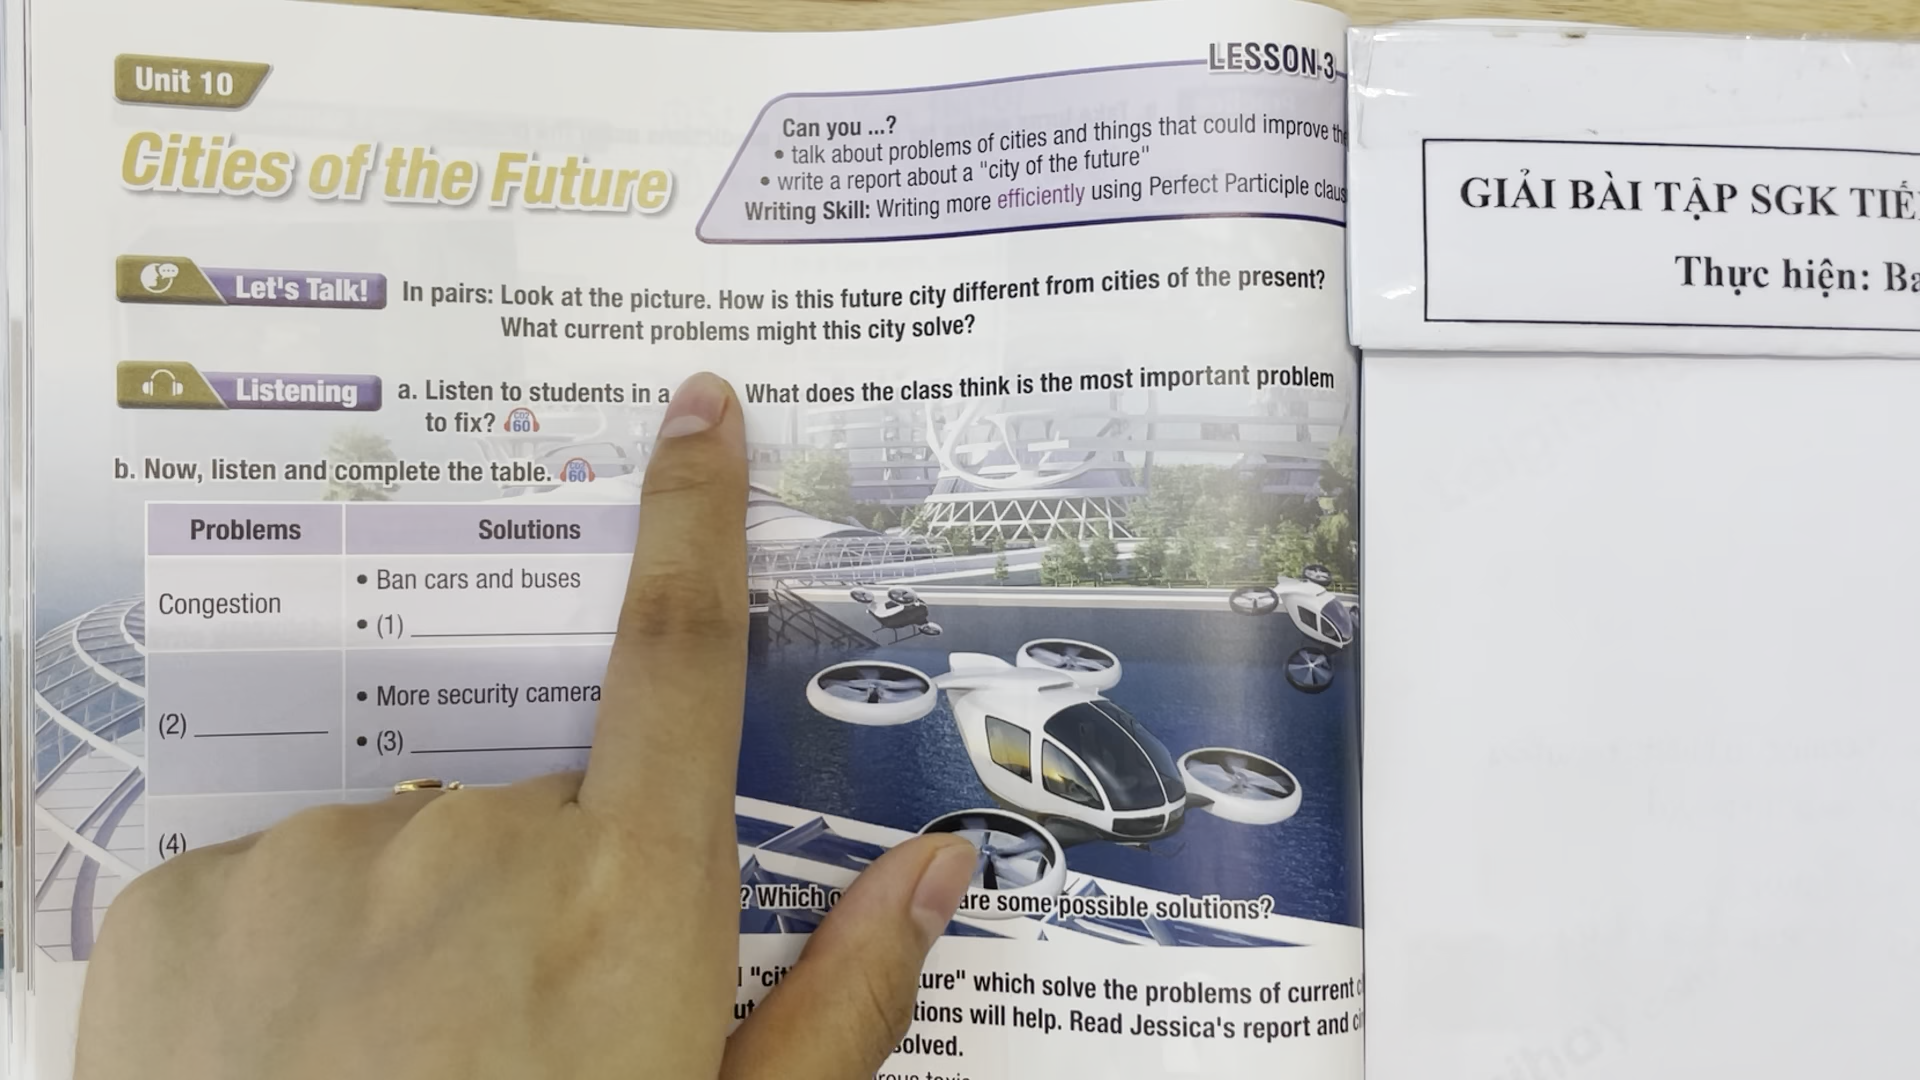 Unit 10
Cities of the Future
LESSON 3
Can you ...?
• talk about problems of cities and things that could improve
• write a report about a "city of the future"
Writing Skill: Writing more efficiently using Perfect Participle
Let's Talk!
In pairs: Look at the picture. How is this future city different from cities of the present?
What current problems might this city solve?
Listening
a. Listen to students in a What does the class think is the most important problem
to fix? CD2 60
b. Now, listen and complete the table. CD2 60
Problems
Solutions
Congestion
• Ban cars and buses
• (1)
(2)
• More security camera
• (3)
(4)
? Which are some possible solutions?
ure" which solve the problems of current
tions will help. Read Jessica's report and
solved.
GIẢI BÀI TẬP SGK
Thực hiện: